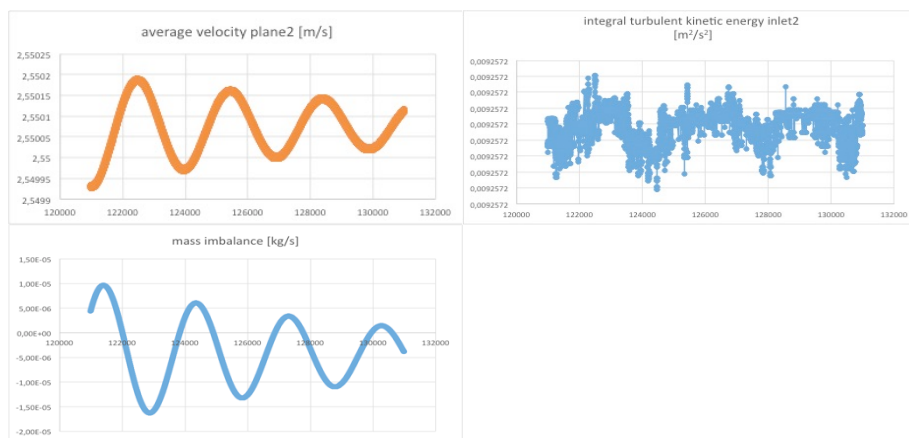 average velocity plane2 [m/s]
2,55025
2,5502
2,55015
2,5501
2,55005
2,55
2,54995
2,5499
120000 122000 124000 126000 128000 130000 132000
integral turbulent kinetic energy inlet2
[m²/s²]
0,0092572
0,0092572
0,0092572
0,0092572
0,0092572
0,0092572
0,0092572
0,0092572
0,0092572
0,0092572
120000 122000 124000 126000 128000 130000 132000
mass imbalance [kg/s]
1,50E-05
1,00E-05
5,00E-06
0,00E+00
120000 122000 124000 126000 128000 130000 132000
-5,00E-06
-1,00E-05
-1,50E-05
-2,00E-05